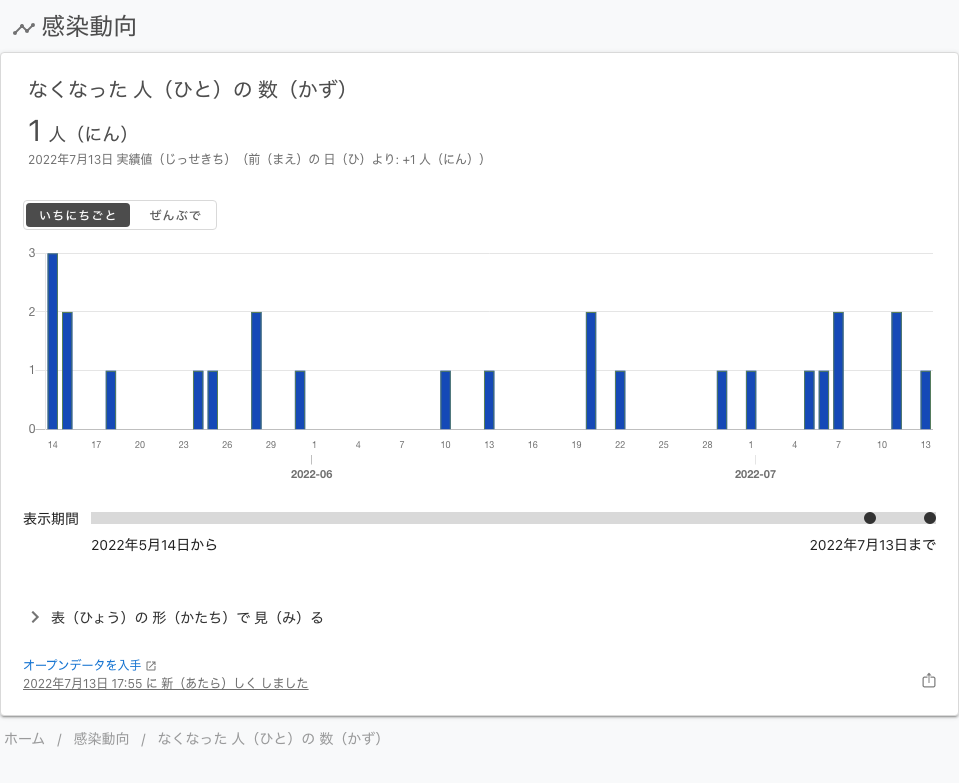 感染動向
なくなった 人（ひと）の 数（かず）
1 人（にん）
2022年7月13日 実績値（じっせきち）（前（まえ）の 日（ひ）より: +1 人（にん））
いちにちごと ぜんぶで
3
2
1
0
14 17 20 23 26 29 1 4 7 10 13 16 19 22 25 28 1 4 7 10 13
2022-06 2022-07
表示期間
2022年5月14日から 2022年7月13日まで
表（ひょう）の 形（かたち）で 見（み）る
オープンデータを入手
2022年7月13日 17:55 に 新（あたら）しく しました
ホーム / 感染動向 / なくなった 人（ひと）の 数（かず）